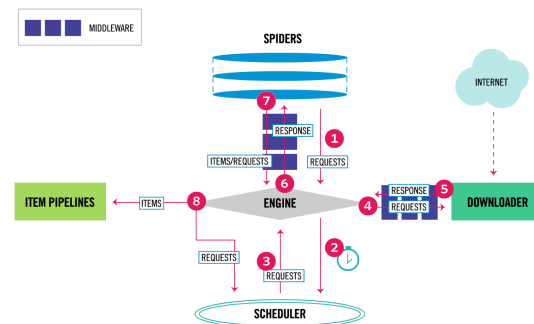 MIDDLEWARE
SPIDERS
INTERNET
7
RESPONSE
1
ITEMS/REQUESTS
REQUESTS
6
RESPONSE
5
ITEM PIPELINES
ITEMS
8
ENGINE
4
REQUESTS
DOWNLOADER
2
REQUESTS
3
REQUESTS
SCHEDULER